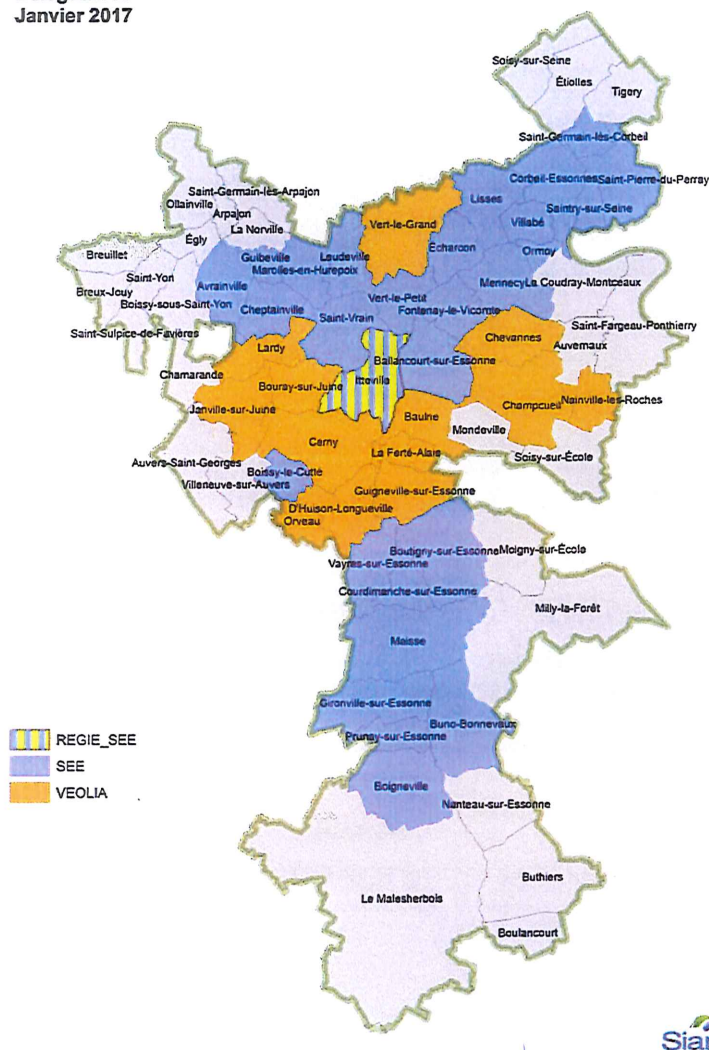 Janvier 2017
Soisy-sur-Seine
Étiolles
Tigery
Saint-Germain-lès-Corbeil
Corbeil-Essonnes
Saint-Pierre-du-Perray
Saint-Germain-lès-Arpajon
Lisses
Ollainville
Arpajon
Saintry-sur-Seine
Vert-le-Grand
Villabé
La Norville
Égly
Écharcon
Ormoy
Breuillet
Guibeville
Leudeville
Marolles-en-Hurepoix
Saint-Yon
Avrainville
Mennecy
Le Coudray-Montceaux
Breux-Jouy
Vert-le-Petit
Boissy-sous-Saint-Yon
Cheptainville
Fontenay-le-Vicomte
Saint-Vrain
Saint-Fargeau-Ponthierry
Saint-Sulpice-de-Favières
Chevannes
Auvernaux
Lardy
Ballancourt-sur-Essonne
Chamarande
Bouray-sur-Juine
Itteville
Nainville-les-Roches
Champcueil
Janville-sur-Juine
Baulne
Mondeville
Cerny
La Ferté-Alais
Soisy-sur-École
Auvers-Saint-Georges
Boissy-le-Cutté
Villeneuve-sur-Auvers
Guigneville-sur-Essonne
D'Huison-Longueville
Orveau
Boutigny-sur-Essonne
Moigny-sur-École
Vayres-sur-Essonne
Courdimanche-sur-Essonne
Milly-la-Forêt
Maisse
Gironville-sur-Essonne
Buno-Bonnevaux
Prunay-sur-Essonne
REGIE_SEE
SEE
VEOLIA
Boigneville
Nanteau-sur-Essonne
Buthiers
Le Malesherbois
Boulancourt